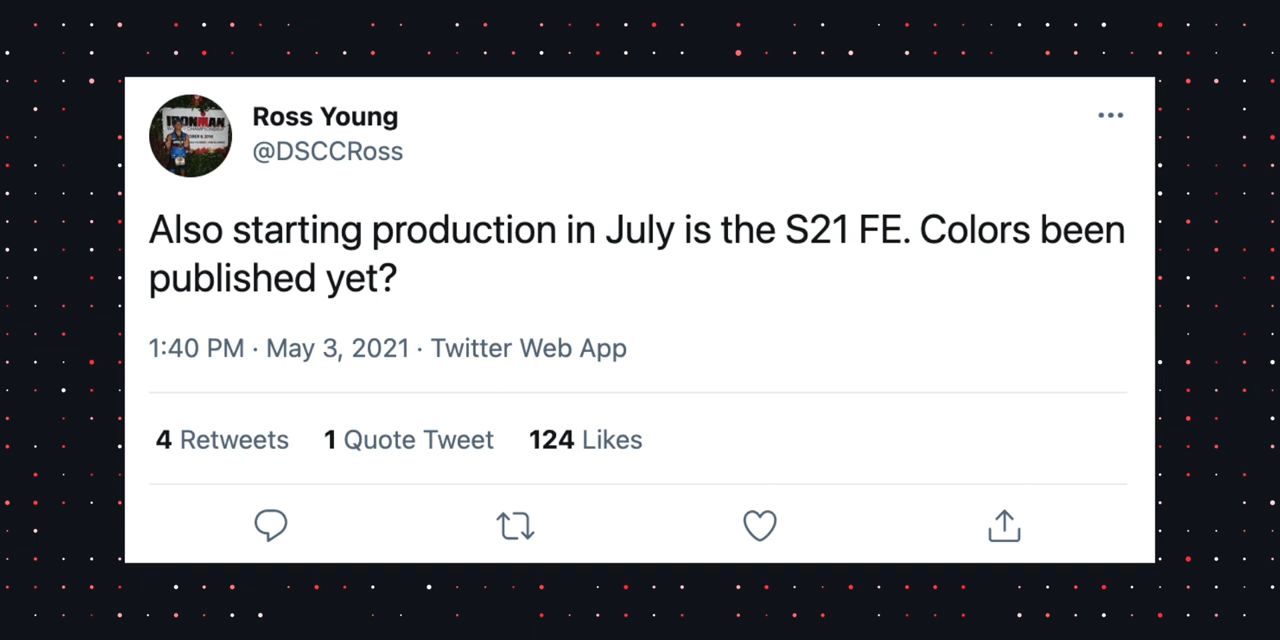 IRONMAN
Ross Young
@DSCCRoss
Also starting production in July is the S21 FE. Colors been
published yet?
1:40 PM · May 3, 2021 · Twitter Web App
4 Retweets 1 Quote Tweet 124 Likes